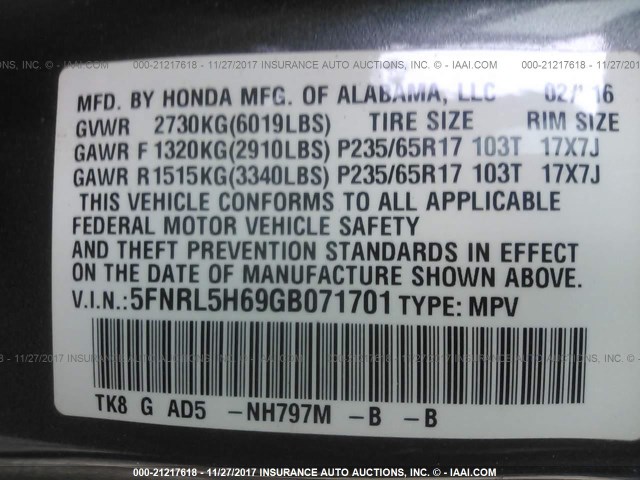 000-21217618 - 11/27/2017 INSURANCE AUTO AUCTIONS, INC. © - IAAI.COM
MFD. BY HONDA MFG. OF ALABAMA, LLC 02/ 16
GVWR 2730KG(6019LBS) TIRE SIZE RIM SIZE
GAWR F 1320KG(2910LBS) P235/65R17 103T 17X7J
GAWR R 1515KG(3340LBS) P235/65R17 103T 17X7J
THIS VEHICLE CONFORMS TO ALL APPLICABLE
FEDERAL MOTOR VEHICLE SAFETY
AND THEFT PREVENTION STANDARDS IN EFFECT
ON THE DATE OF MANUFACTURE SHOWN ABOVE.
V.I.N.: 5FNRL5H69GB071701 TYPE: MPV
TK8 G AD5 -NH797M -B -B
000-21217618 - 11/27/2017 INSURANCE AUTO AUCTIONS, INC. © - IAAI.COM